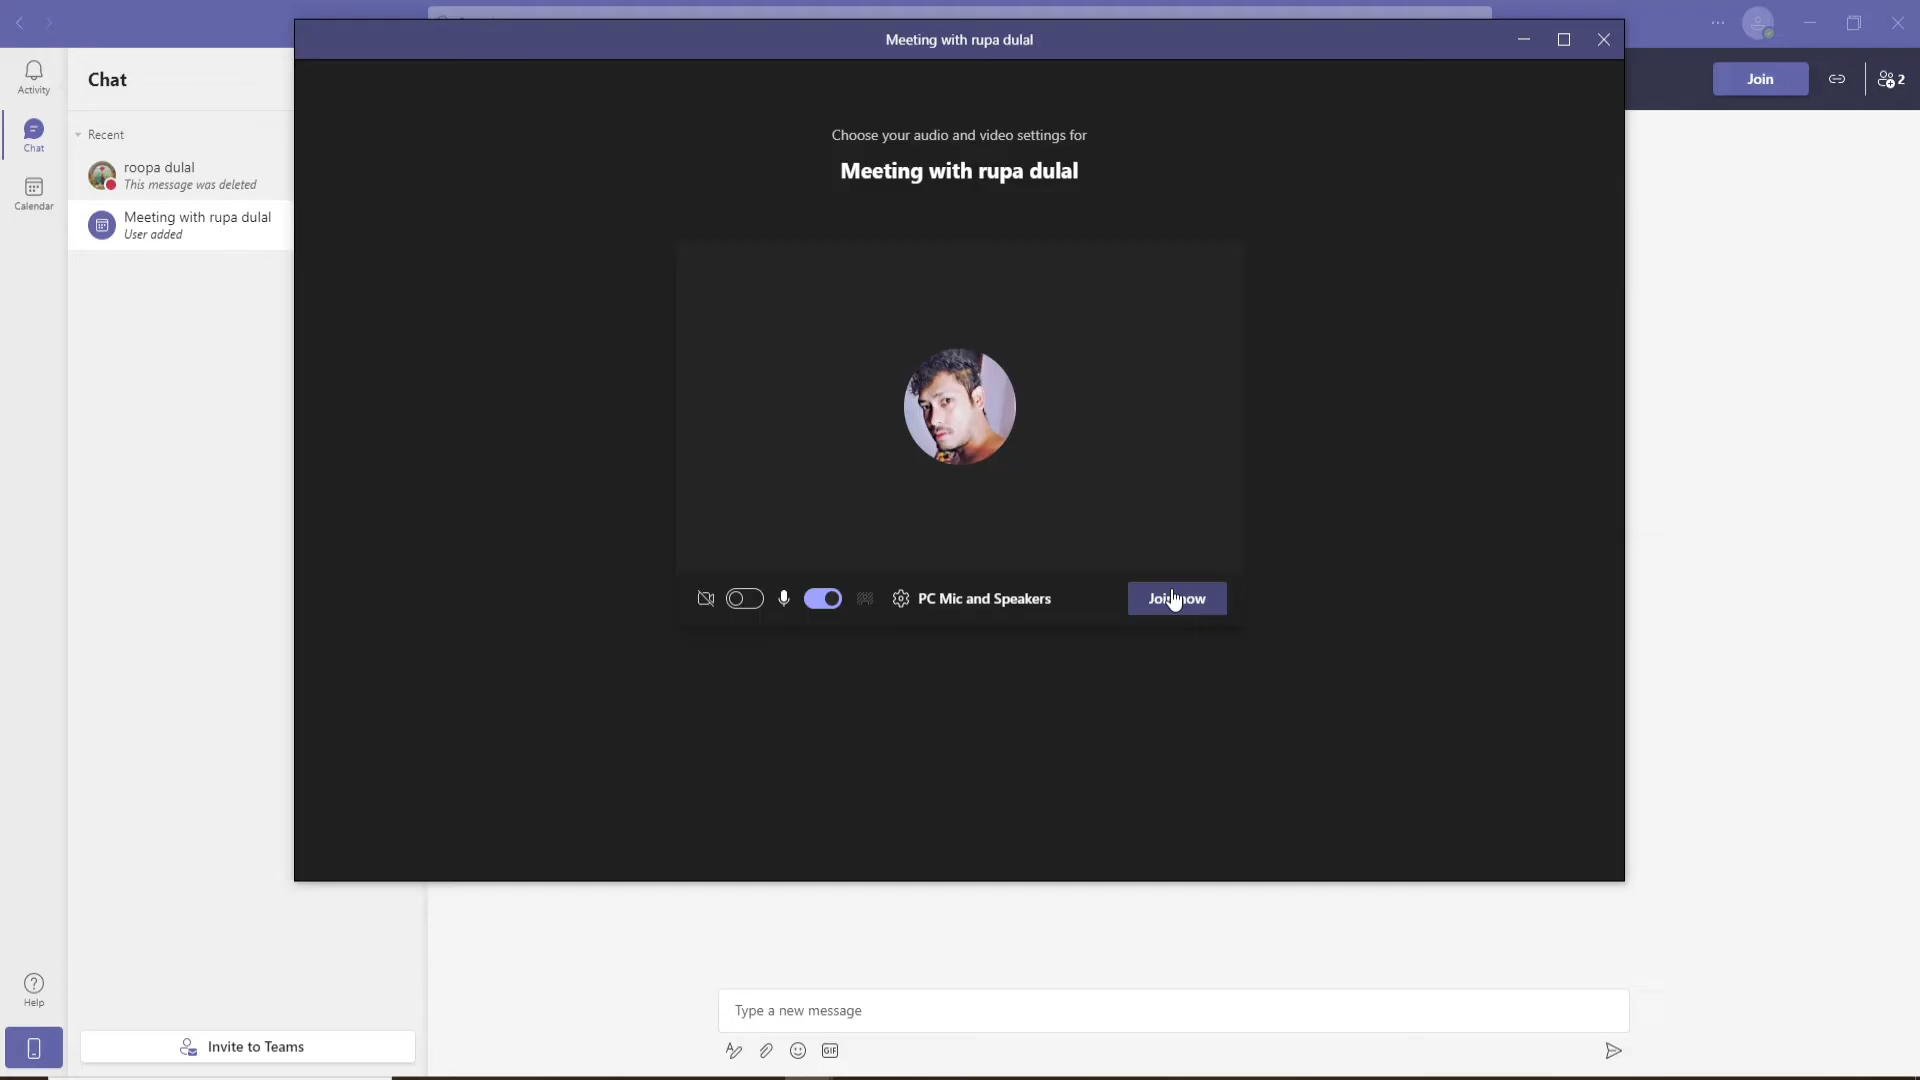 Meeting with rupa dulal
Activity
Chat
Calendar
Help
Chat
Recent
roopa dulal
This message was deleted
Meeting with rupa dulal
User added
Invite to Teams
Join
2
Choose your audio and video settings for
Meeting with rupa dulal
PC Mic and Speakers
Join now
Type a new message
GIF